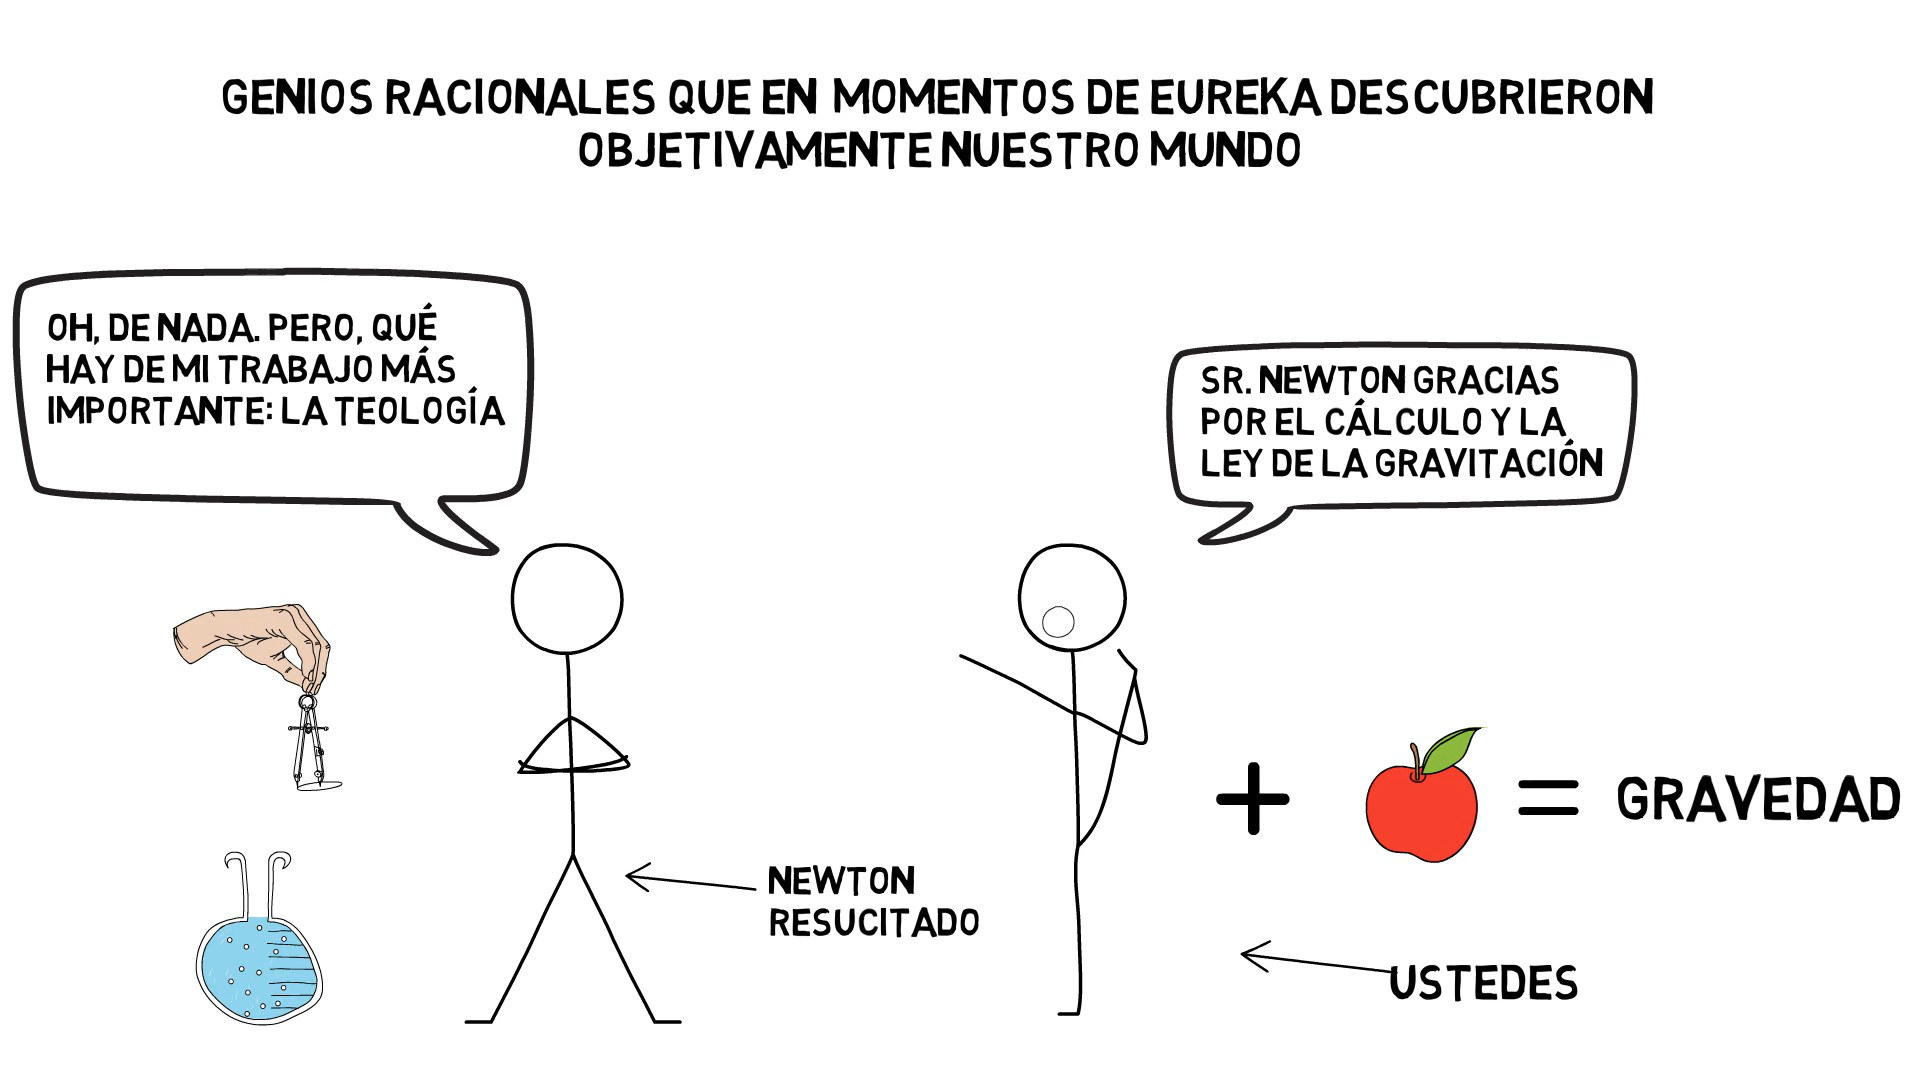 GENIOS RACIONALES QUE EN MOMENTOS DE EUREKA DESCUBRIERON
OBJETIVAMENTE NUESTRO MUNDO
OH, DE NADA. PERO, QUÉ
HAY DE MI TRABAJO MÁS
IMPORTANTE: LA TEOLOGÍA
SR. NEWTON GRACIAS
POR EL CÁLCULO Y LA
LEY DE LA GRAVITACIÓN
+ = GRAVEDAD
NEWTON
RESUCITADO
USTEDES